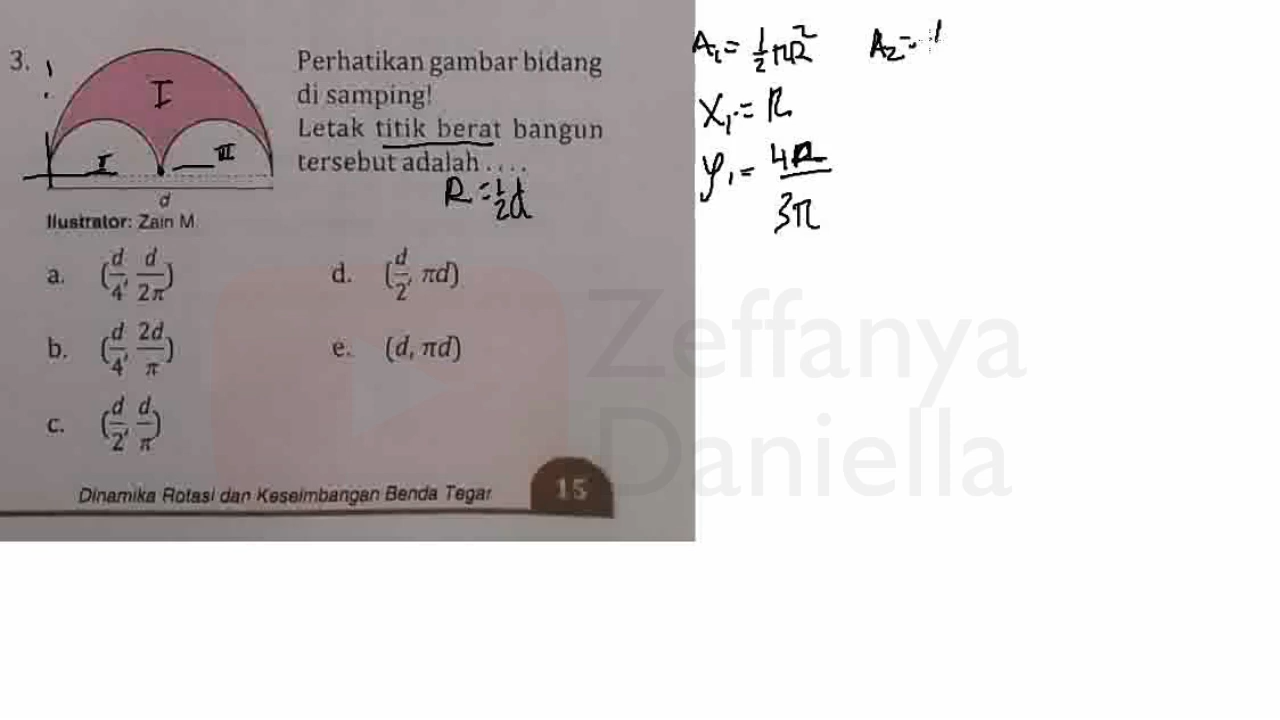 3.
Perhatikan gambar bidang
di samping!
Letak titik berat bangun
tersebut adalah . . . .
I
I
III
d
R = 1/2 d
Ilustrator: Zain M.
a. (d/4, d/2π)
d. (d/2, πd)
b. (d/4, 2d/π)
e. (d, πd)
c. (d/2, d/π)
Dinamika Rotasi dan Keseimbangan Benda Tegar
15
A₁ = 1/2 πR²
A₂ =
X₁ = R
y₁ = 4R/3π
Zeffanya
Daniella